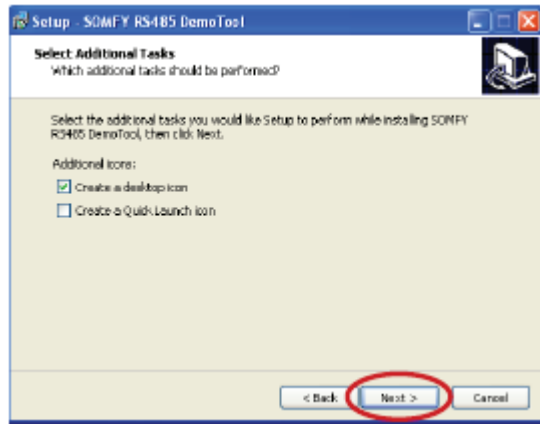 Setup - SOMFY RS485 DemoTool
Select Additional Tasks
Which additional tasks should be performed?
Select the additional tasks you would like Setup to perform while installing SOMFY
RS485 DemoTool, then click Next.
Additional icons:
Create a desktop icon
Create a Quick Launch icon
< Back
Next >
Cancel